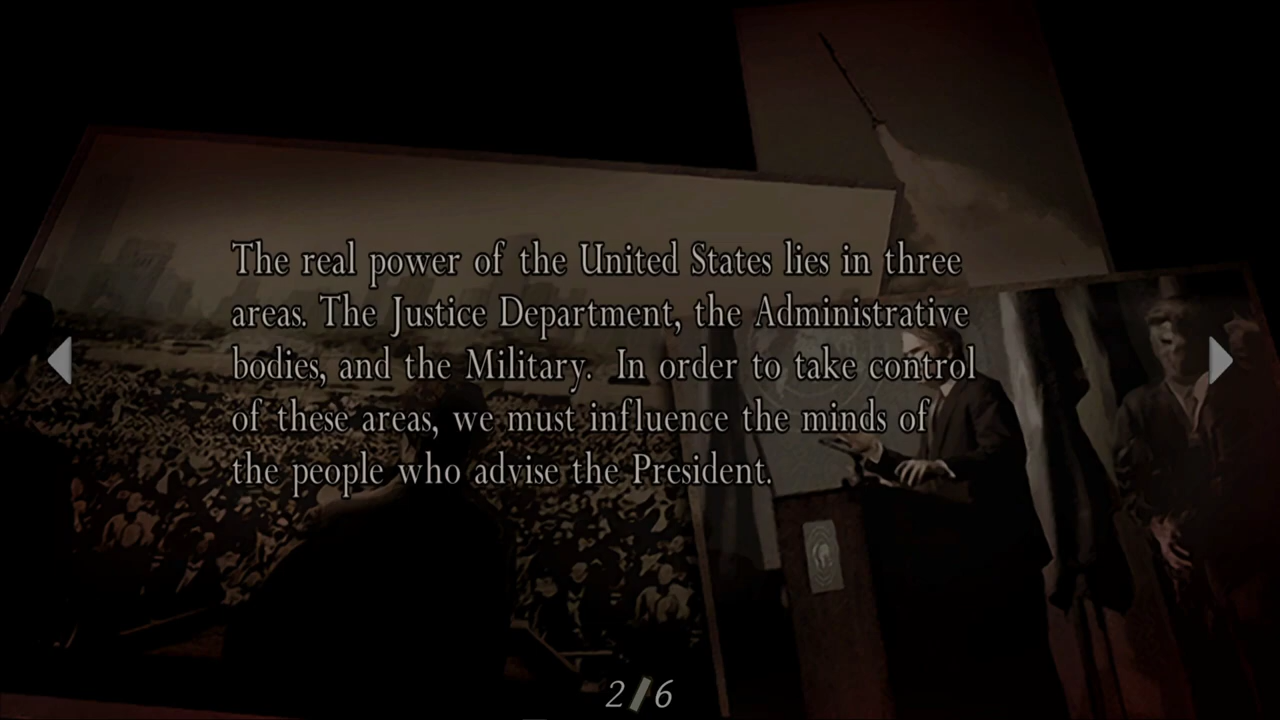 The real power of the United States lies in three
areas. The Justice Department, the Administrative
bodies, and the Military.  In order to take control
of these areas, we must influence the minds of
the people who advise the President.
2/6